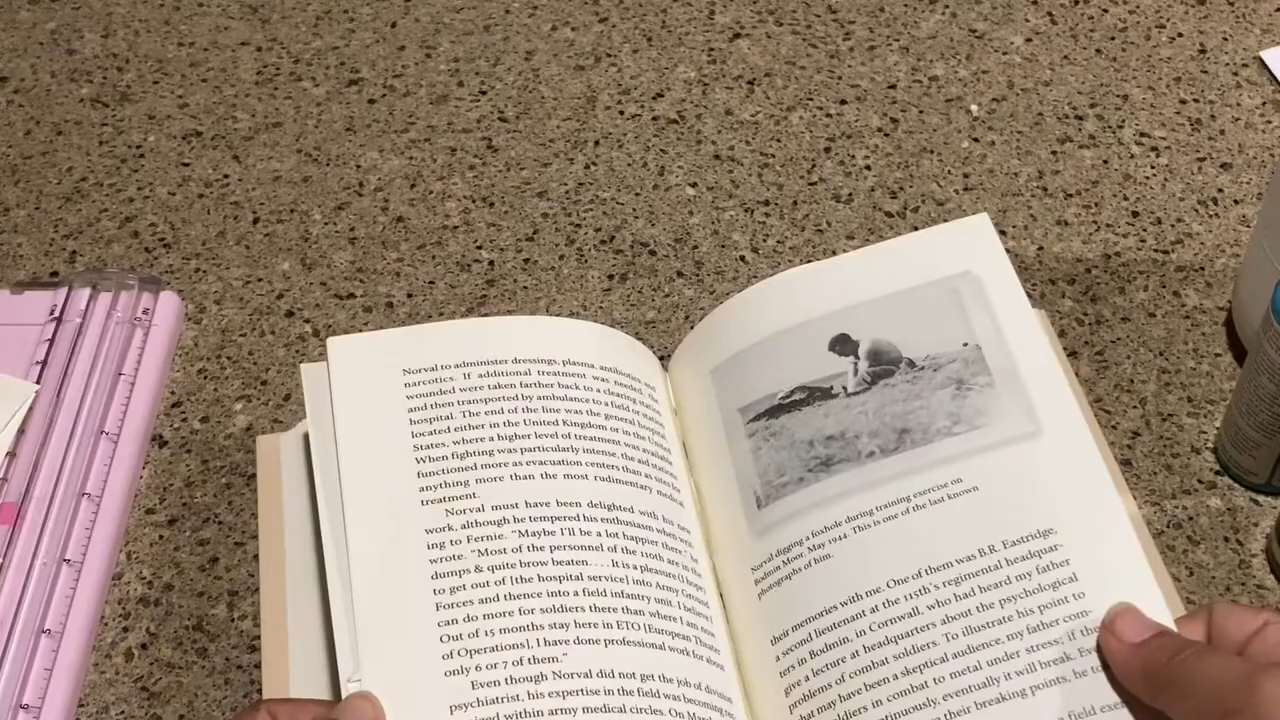 Norval to administer dressings, plasma, antibiotics, and
narcotics. If additional treatment was needed, the
wounded were taken farther back to a clearing station
and then transported by ambulance to a field or station
hospital. The end of the line was the general hospital,
located either in the United Kingdom or in the United
States, where a higher level of treatment was available.
When fighting was particularly intense, the aid stations
functioned more as evacuation centers than as sites for
anything more than the most rudimentary medical
treatment.
Norval must have been delighted with his new
work, although he tempered his enthusiasm when writ-
ing to Fernie. “Maybe I’ll be a lot happier there,” he
wrote. “Most of the personnel of the 110th are in the
dumps & quite brow beaten. . . . It is a pleasure (I hope)
to get out of [the hospital service] into Army Ground
Forces and thence into a field infantry unit. I believe I
can do more for soldiers there than where I am now
Out of 15 months stay here in ETO [European Theater
of Operations], I have done professional work for about
only 6 or 7 of them.”
Even though Norval did not get the job of division
psychiatrist, his expertise in the field was becoming rec-
within army medical circles. On
Norval digging a foxhole during training exercise on
Bodmin Moor, May 1944. This is one of the last known
photographs of him.
their memories with me. One of them was B.R. Eastridge,
a second lieutenant at the 115th’s regimental headquar-
ters in Bodmin, in Cornwall, who had heard my father
give a lecture at headquarters about the psychological
problems of combat soldiers. To illustrate his point to
what may have been a skeptical audience, my father com-
soldiers in combat to metal under stress: if
continuously, eventually it will break.
their breaking points, he
field
IN
0
2
3
4
5
6